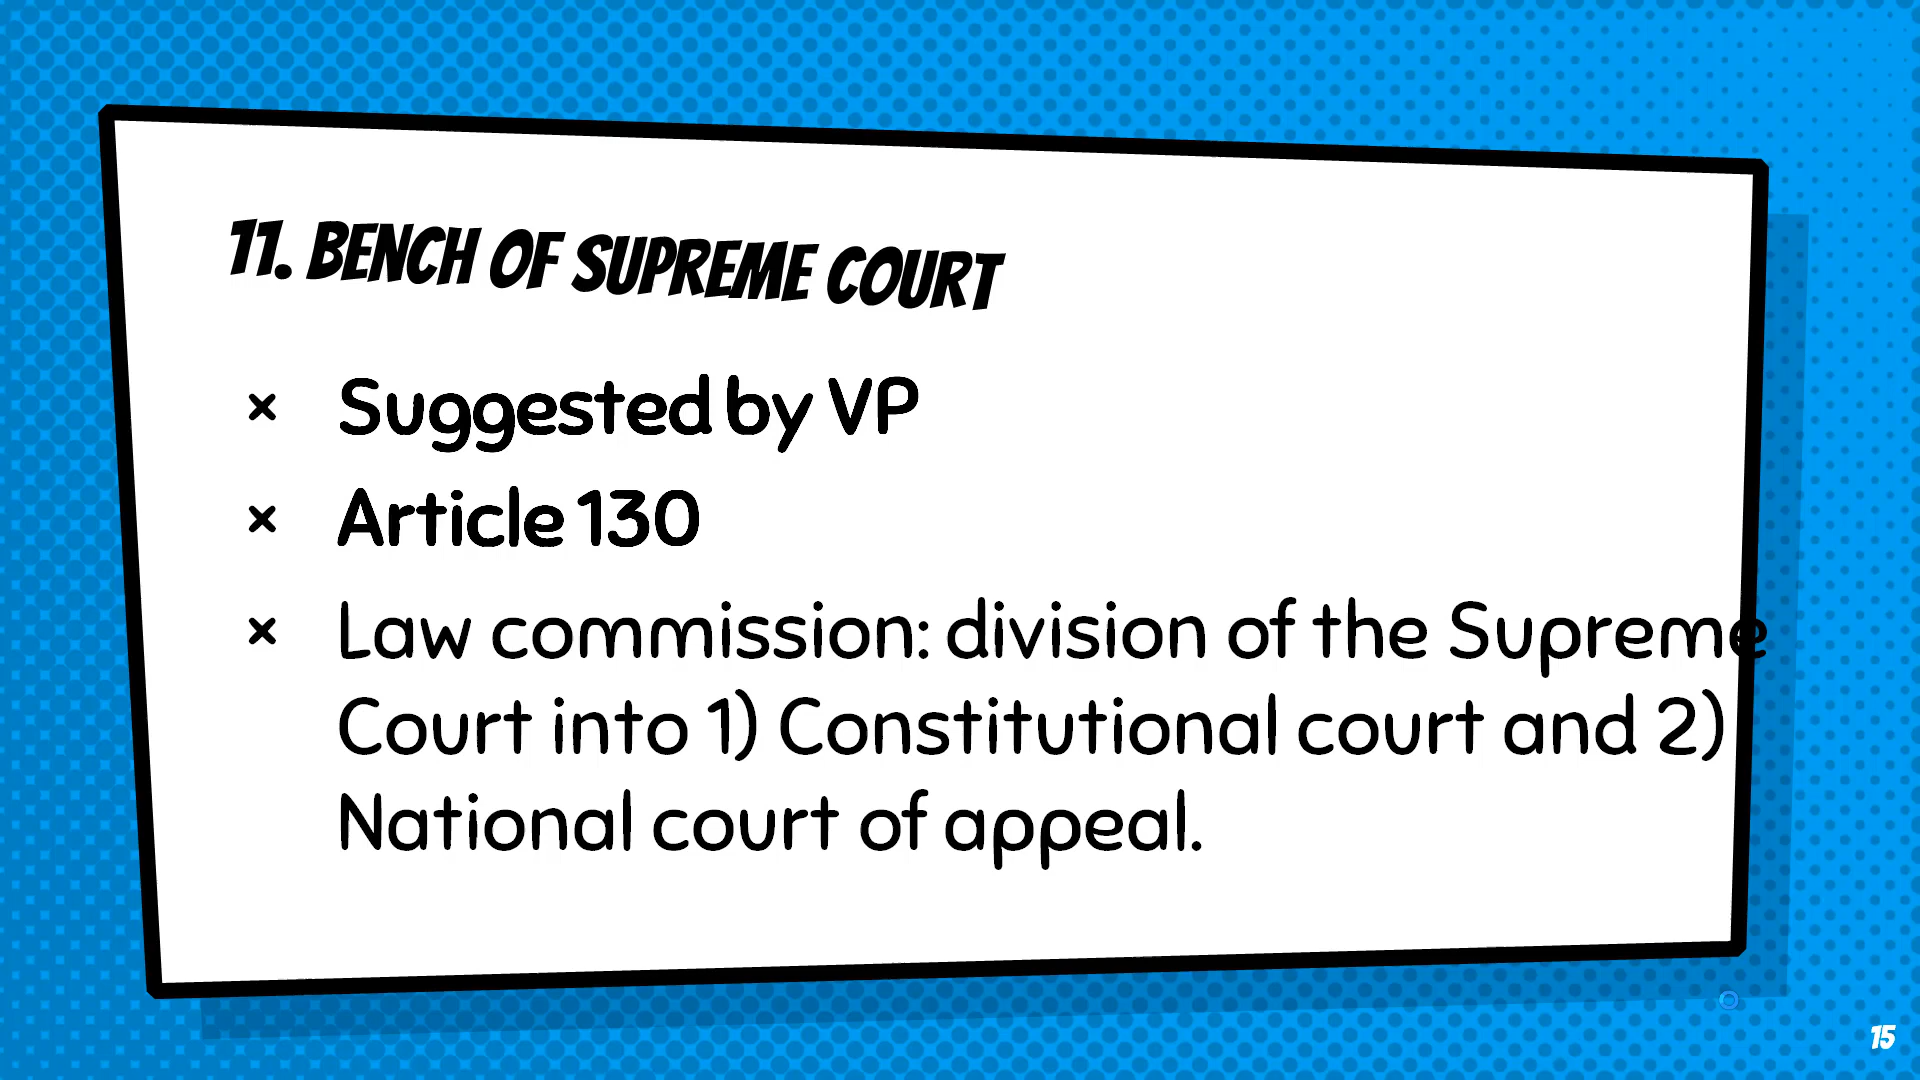 11. BENCH OF SUPREME COURT
× Suggested by VP
× Article 130
× Law commission: division of the Supreme
Court into 1) Constitutional court and 2)
National court of appeal.
15